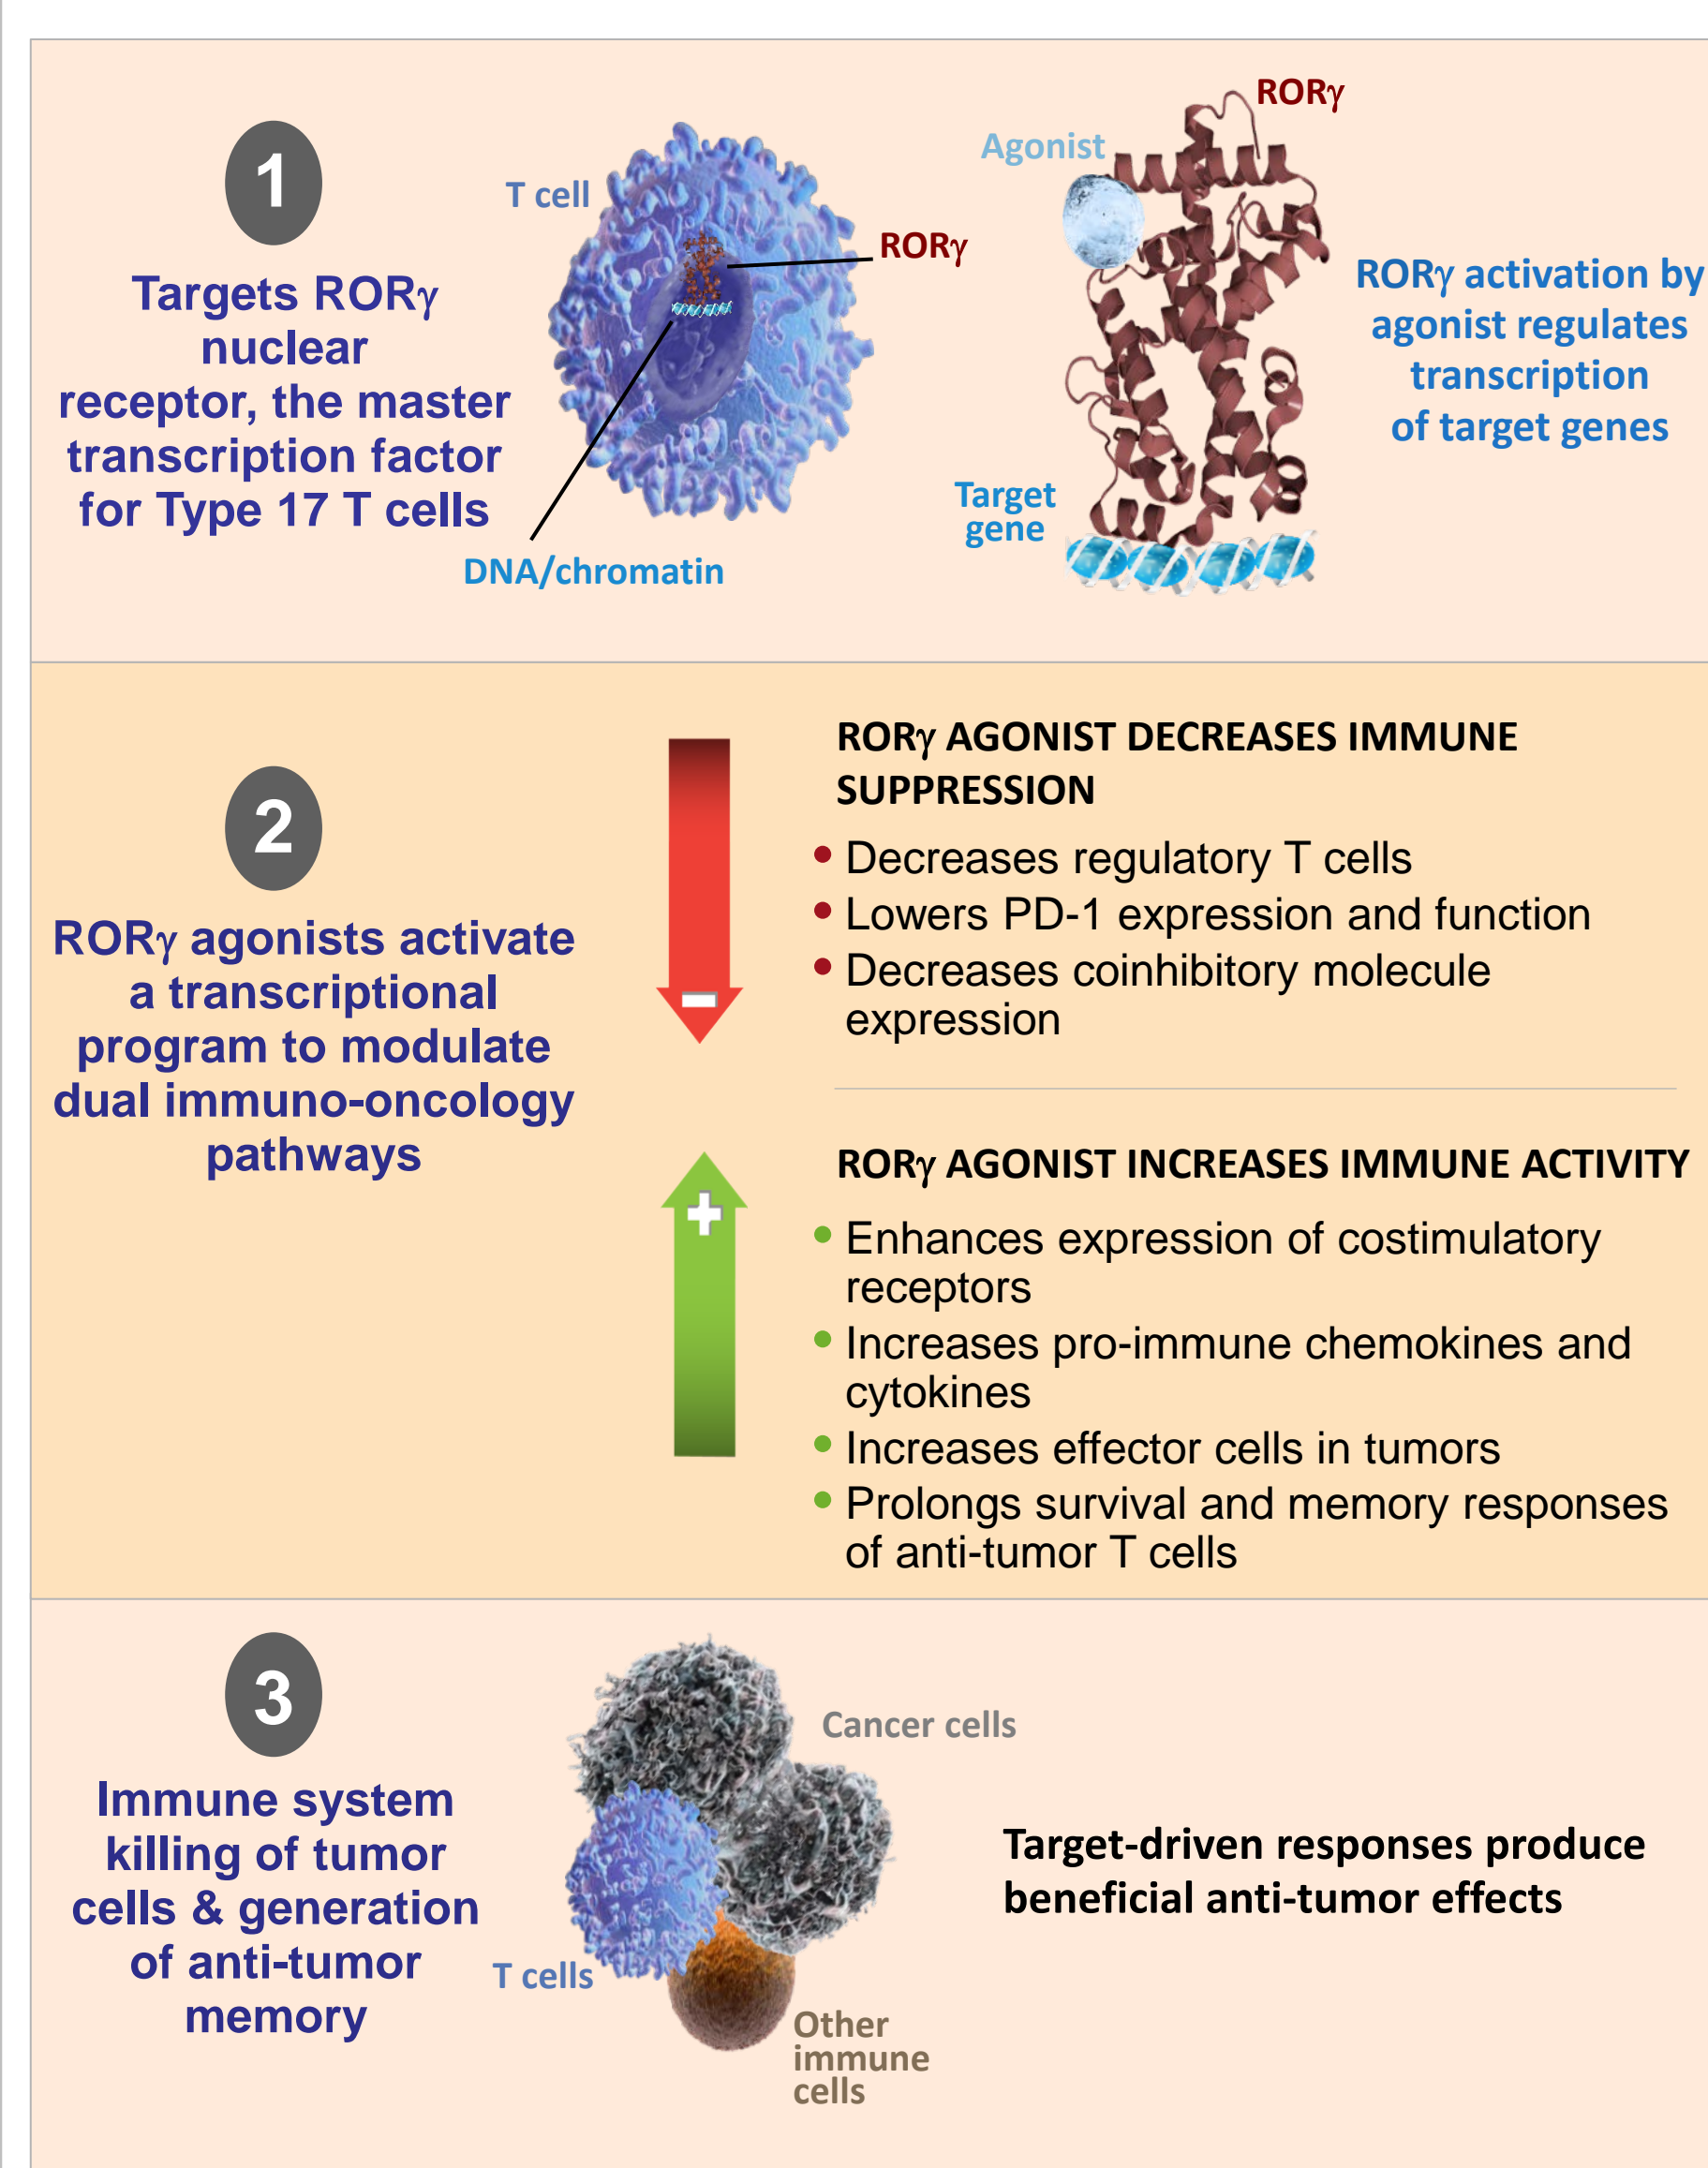 1
Targets RORγ
nuclear
receptor, the master
transcription factor
for Type 17 T cells
T cell
RORγ
DNA/chromatin
RORγ
Agonist
Target
gene
RORγ activation by
agonist regulates
transcription
of target genes
2
RORγ agonists activate
a transcriptional
program to modulate
dual immuno-oncology
pathways
RORγ AGONIST DECREASES IMMUNE
SUPPRESSION
• Decreases regulatory T cells
• Lowers PD-1 expression and function
• Decreases coinhibitory molecule
expression
RORγ AGONIST INCREASES IMMUNE ACTIVITY
• Enhances expression of costimulatory
receptors
• Increases pro-immune chemokines and
cytokines
• Increases effector cells in tumors
• Prolongs survival and memory responses
of anti-tumor T cells
3
Immune system
killing of tumor
cells & generation
of anti-tumor
memory
Cancer cells
T cells
Other
immune
cells
Target-driven responses produce
beneficial anti-tumor effects